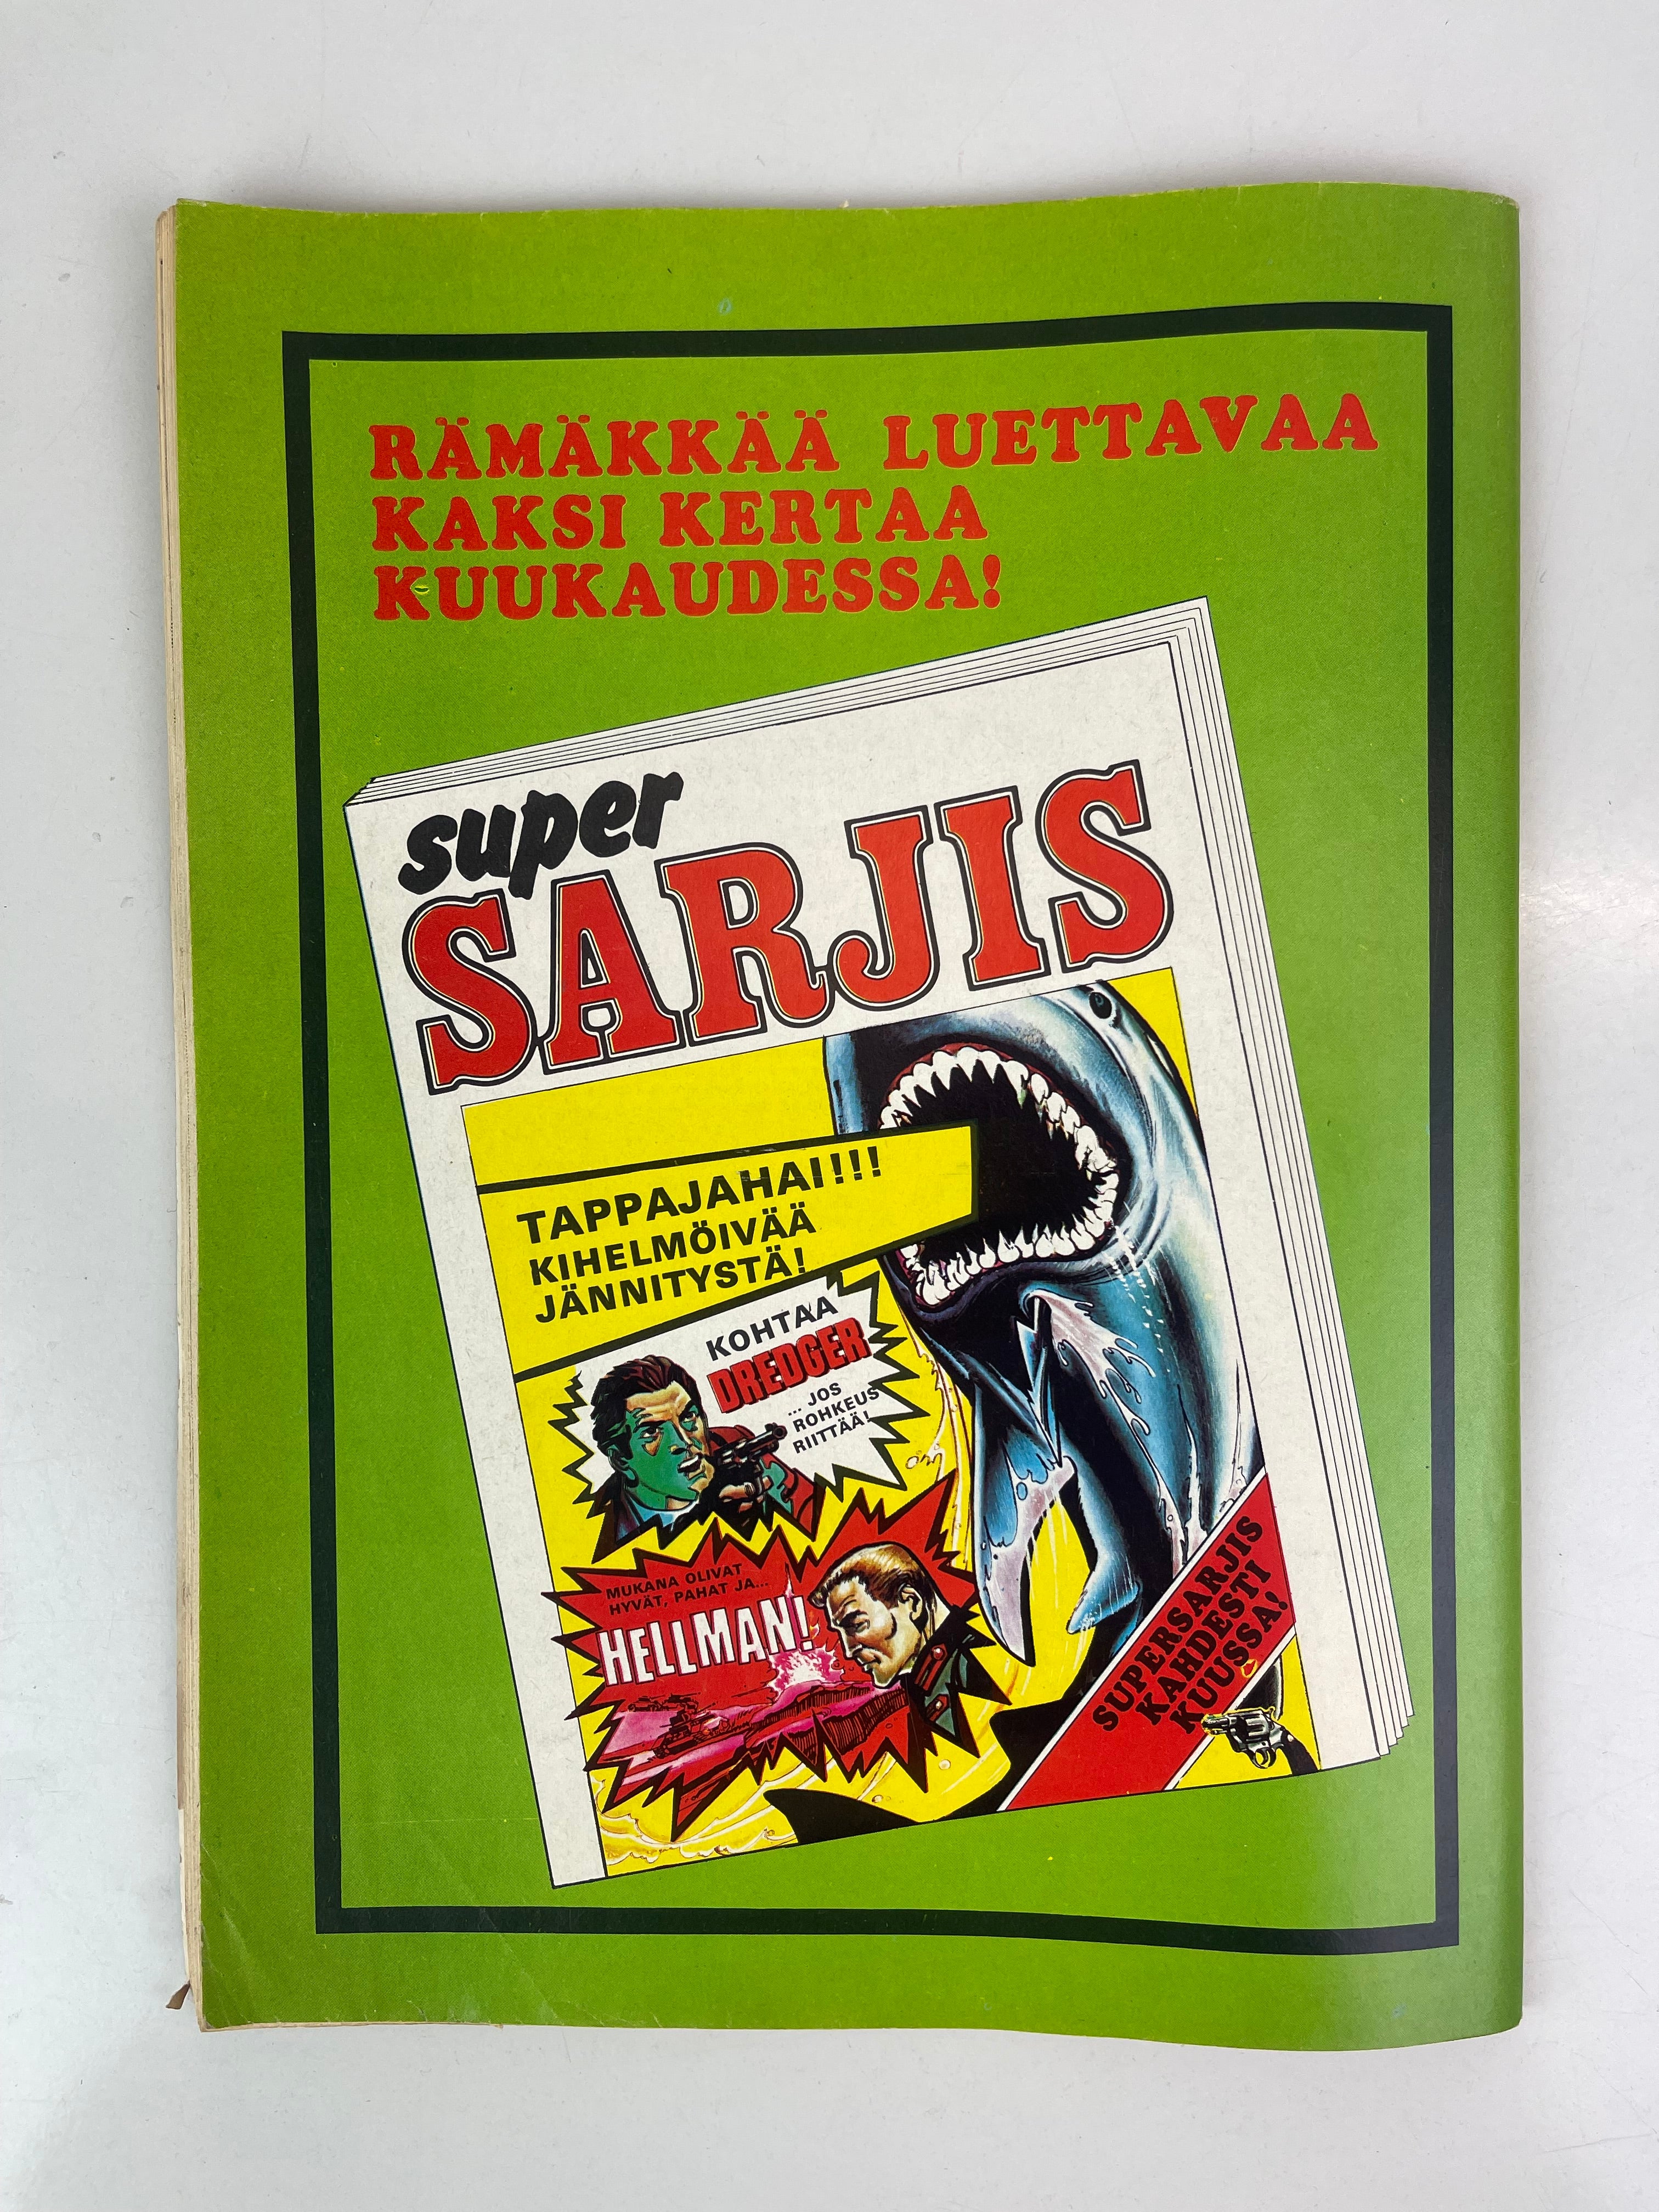 RÄMÄKKÄÄ LUETTAVAA
KAKSI KERTAA
KUUKAUDESSA!
super
SARJIS
TAPPAJAHAI!!!
KIHELMÖIVÄÄ
JÄNNITYSTÄ!
KOHTAA
DREDGER
... JOS
ROHKEUS
RIITTÄÄ!
MUKANA OLIVAT
HYVÄT, PAHAT JA...
HELLMAN!
SUPERSARJIS
KAHDESTI
KUUSSA!